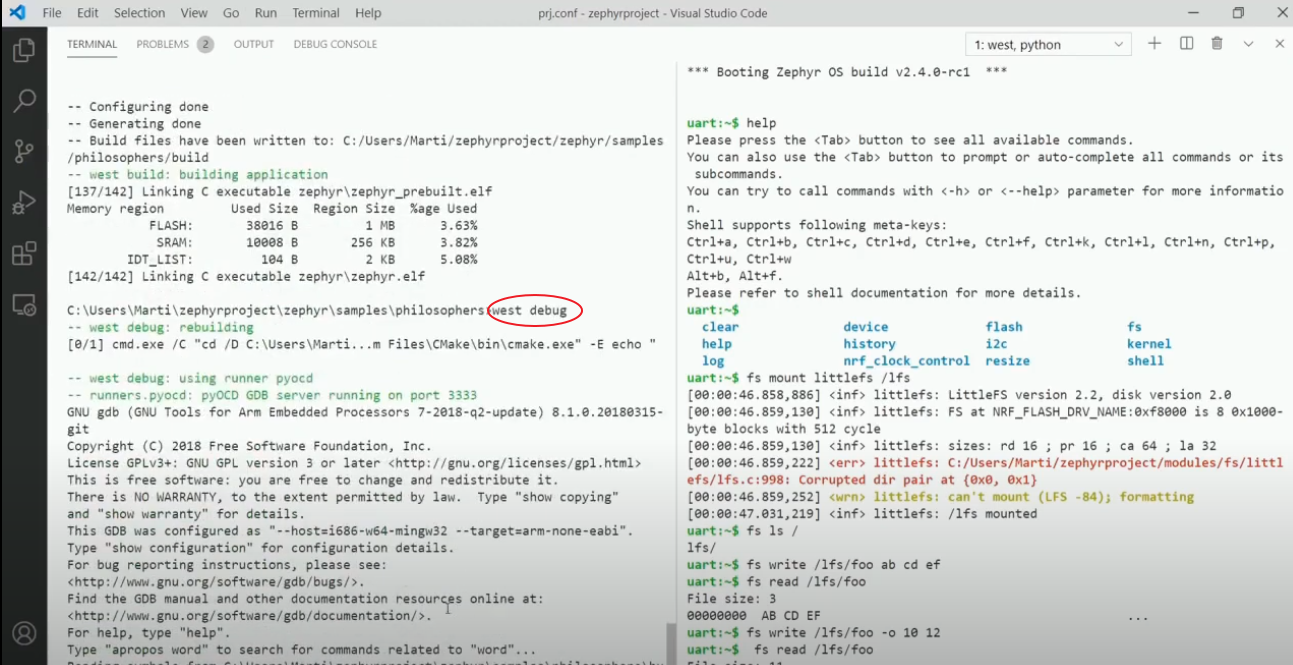 File Edit Selection View Go Run Terminal Help
prj.conf - zephyrproject - Visual Studio Code
TERMINAL PROBLEMS 2 OUTPUT DEBUG CONSOLE
1: west, python
-- Configuring done
-- Generating done
-- Build files have been written to: C:/Users/Marti/zephyrproject/zephyr/samples
/philosophers/build
-- west build: building application
[137/142] Linking C executable zephyr\zephyr_prebuilt.elf
Memory region Used Size Region Size %age Used
FLASH: 38016 B 1 MB 3.63%
SRAM: 10008 B 256 KB 3.82%
IDT_LIST: 104 B 2 KB 5.08%
[142/142] Linking C executable zephyr\zephyr.elf
C:\Users\Marti\zephyrproject\zephyr\samples\philosophers>west debug
-- west debug: rebuilding
[0/1] cmd.exe /C "cd /D C:\Users\Marti...m Files\CMake\bin\cmake.exe" -E echo "
-- west debug: using runner pyocd
-- runners.pyocd: pyOCD GDB server running on port 3333
GNU gdb (GNU Tools for Arm Embedded Processors 7-2018-q2-update) 8.1.0.20180315-
git
Copyright (C) 2018 Free Software Foundation, Inc.
License GPLv3+: GNU GPL version 3 or later <http://gnu.org/licenses/gpl.html>
This is free software: you are free to change and redistribute it.
There is NO WARRANTY, to the extent permitted by law. Type "show copying"
and "show warranty" for details.
This GDB was configured as "--host=i686-w64-mingw32 --target=arm-none-eabi".
Type "show configuration" for configuration details.
For bug reporting instructions, please see:
<http://www.gnu.org/software/gdb/bugs/>.
Find the GDB manual and other documentation resources online at:
<http://www.gnu.org/software/gdb/documentation/>.
For help, type "help".
Type "apropos word" to search for commands related to "word"...
*** Booting Zephyr OS build v2.4.0-rc1 ***
uart:~$ help
Please press the <Tab> button to see all available commands.
You can also use the <Tab> button to prompt or auto-complete all commands or its
subcommands.
You can try to call commands with <-h> or <--help> parameter for more informatio
n.
Shell supports following meta-keys:
Ctrl+a, Ctrl+b, Ctrl+c, Ctrl+d, Ctrl+e, Ctrl+f, Ctrl+k, Ctrl+l, Ctrl+n, Ctrl+p,
Ctrl+u, Ctrl+w
Alt+b, Alt+f.
Please refer to shell documentation for more details.
uart:~$
clear device flash fs
help history i2c kernel
log nrf_clock_control resize shell
uart:~$ fs mount littlefs /lfs
[00:00:46.858,886] <inf> littlefs: LittleFS version 2.2, disk version 2.0
[00:00:46.859,130] <inf> littlefs: FS at NRF_FLASH_DRV_NAME:0xf8000 is 8 0x1000-
byte blocks with 512 cycle
[00:00:46.859,130] <inf> littlefs: sizes: rd 16 ; pr 16 ; ca 64 ; la 32
[00:00:46.859,222] <err> littlefs: C:/Users/Marti/zephyrproject/modules/fs/littl
efs/lfs.c:998: Corrupted dir pair at {0x0, 0x1}
[00:00:46.859,252] <wrn> littlefs: can't mount (LFS -84); formatting
[00:00:47.031,219] <inf> littlefs: /lfs mounted
uart:~$ fs ls /
lfs/
uart:~$ fs write /lfs/foo ab cd ef
uart:~$ fs read /lfs/foo
File size: 3
00000000 AB CD EF ...
uart:~$ fs write /lfs/foo -o 10 12
uart:~$ fs read /lfs/foo
File size: 11